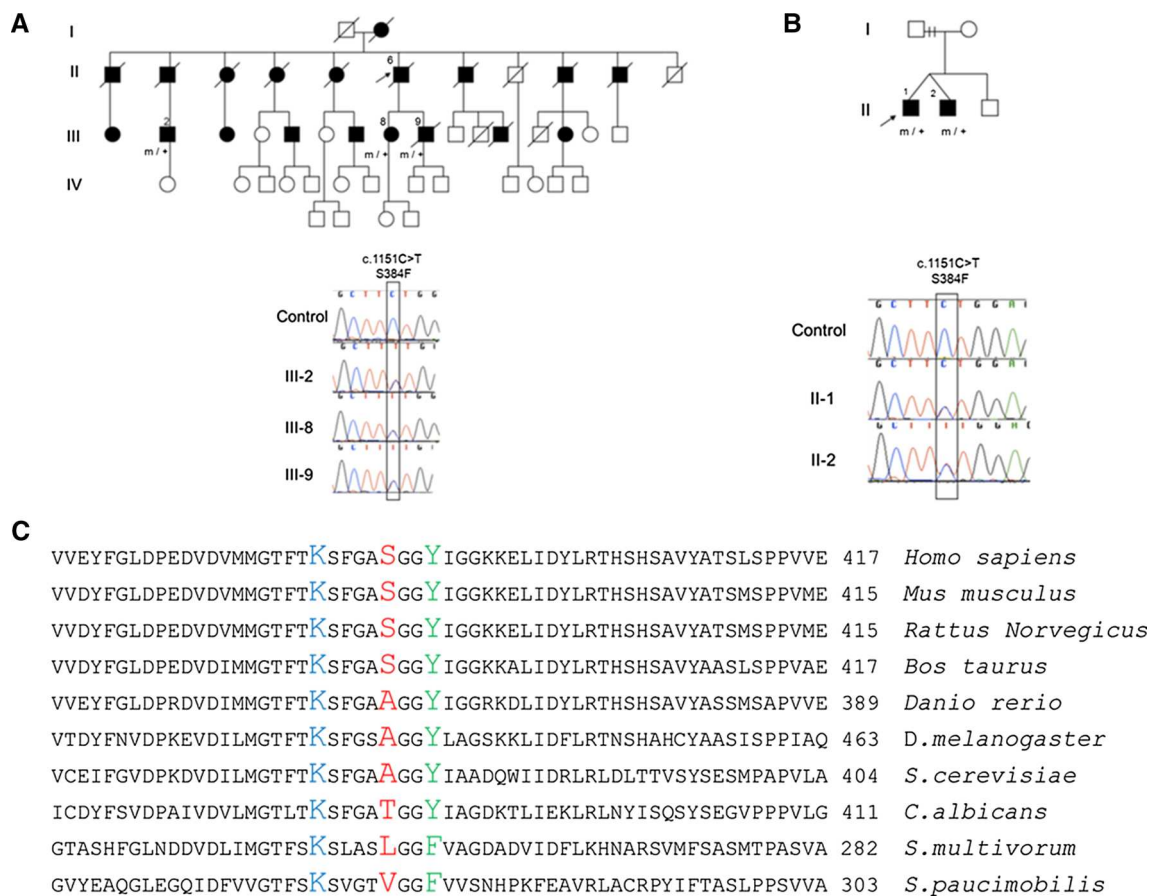 A
I
II
6
III
2
8
9
m / +
m / +
m / +
IV
c.1151C>T
S384F
G C T T C T G G
Control
III-2
III-8
III-9
B
I
II
1
2
m / +
m / +
c.1151C>T
S384F
G C T T C T G G A
Control
G C T T C T G G A
II-1
II-2
C
VVEYFGLDPEDVDVMMGTFTKSFGASGGYIGGKKELIDYLRTHSHSAVYATSLSPPVVE 417 Homo sapiens
VVDYFGLDPEDVDVMMGTFTKSFGASGGYIGGKKELIDYLRTHSHSAVYATSMSPPVME 415 Mus musculus
VVDYFGLDPEDVDVMMGTFTKSFGASGGYIGGKKELIDYLRTHSHSAVYATSMSPPVME 415 Rattus Norvegicus
VVDYFGLDPEDVDIMMGTFTKSFGASGGYIGGKKALIDYLRTHSHSAVYAASLSPPVAE 417 Bos taurus
VVEYFGLDPRDVDIMMGTFTKSFGAAGGYIGGRKDLIDYLRTHSHSAVYASSMSAPVVE 389 Danio rerio
VTDYFNVDPKEVDILMGTFTKSFGSAGGYLAGSKKLIDFLRTNSHAHCYAASISPPIAQ 463 D.melanogaster
VCEIFGVDPKDVDILMGTFTKSFGAAGGYIAADQWIIDRLRLDLTTVSYSESMPAPVLA 404 S.cerevisiae
ICDYFSVDPAIVDVLMGTLTKSFGATGGYIAGDKTLIEKLRLNYISQSYSEGVPPPVLG 411 C.albicans
GTASHFGLNDDVDLIMGTFSKSLASLGGFVAGDADVIDFLKHNARSVMFSASMTPASVA 282 S.multivorum
GVYEAQGLEGQIDFVVGTFSKSVGTVGGFVVSNHPKFEAVRLACRPYIFTASLPPSVVA 303 S.paucimobilis